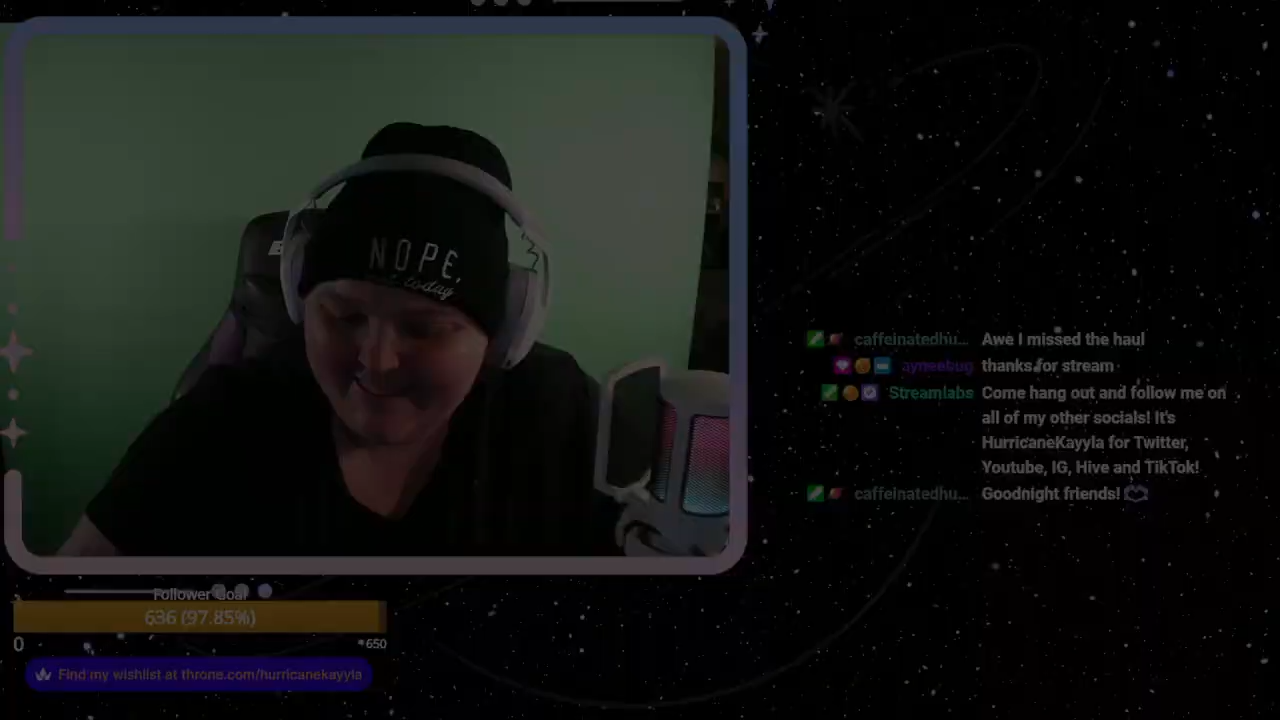 NOPE,
today
caffeinatedhu... Awe I missed the haul
ayneebug thanks for stream
Streamlabs Come hang out and follow me on
all of my other socials! It's
HurricaneKayyla for Twitter,
Youtube, IG, Hive and TikTok!
caffeinatedhu... Goodnight friends!
Follower Goal
636 (97.85%)
0 650
Find my wishlist at throne.com/hurricanekayyla